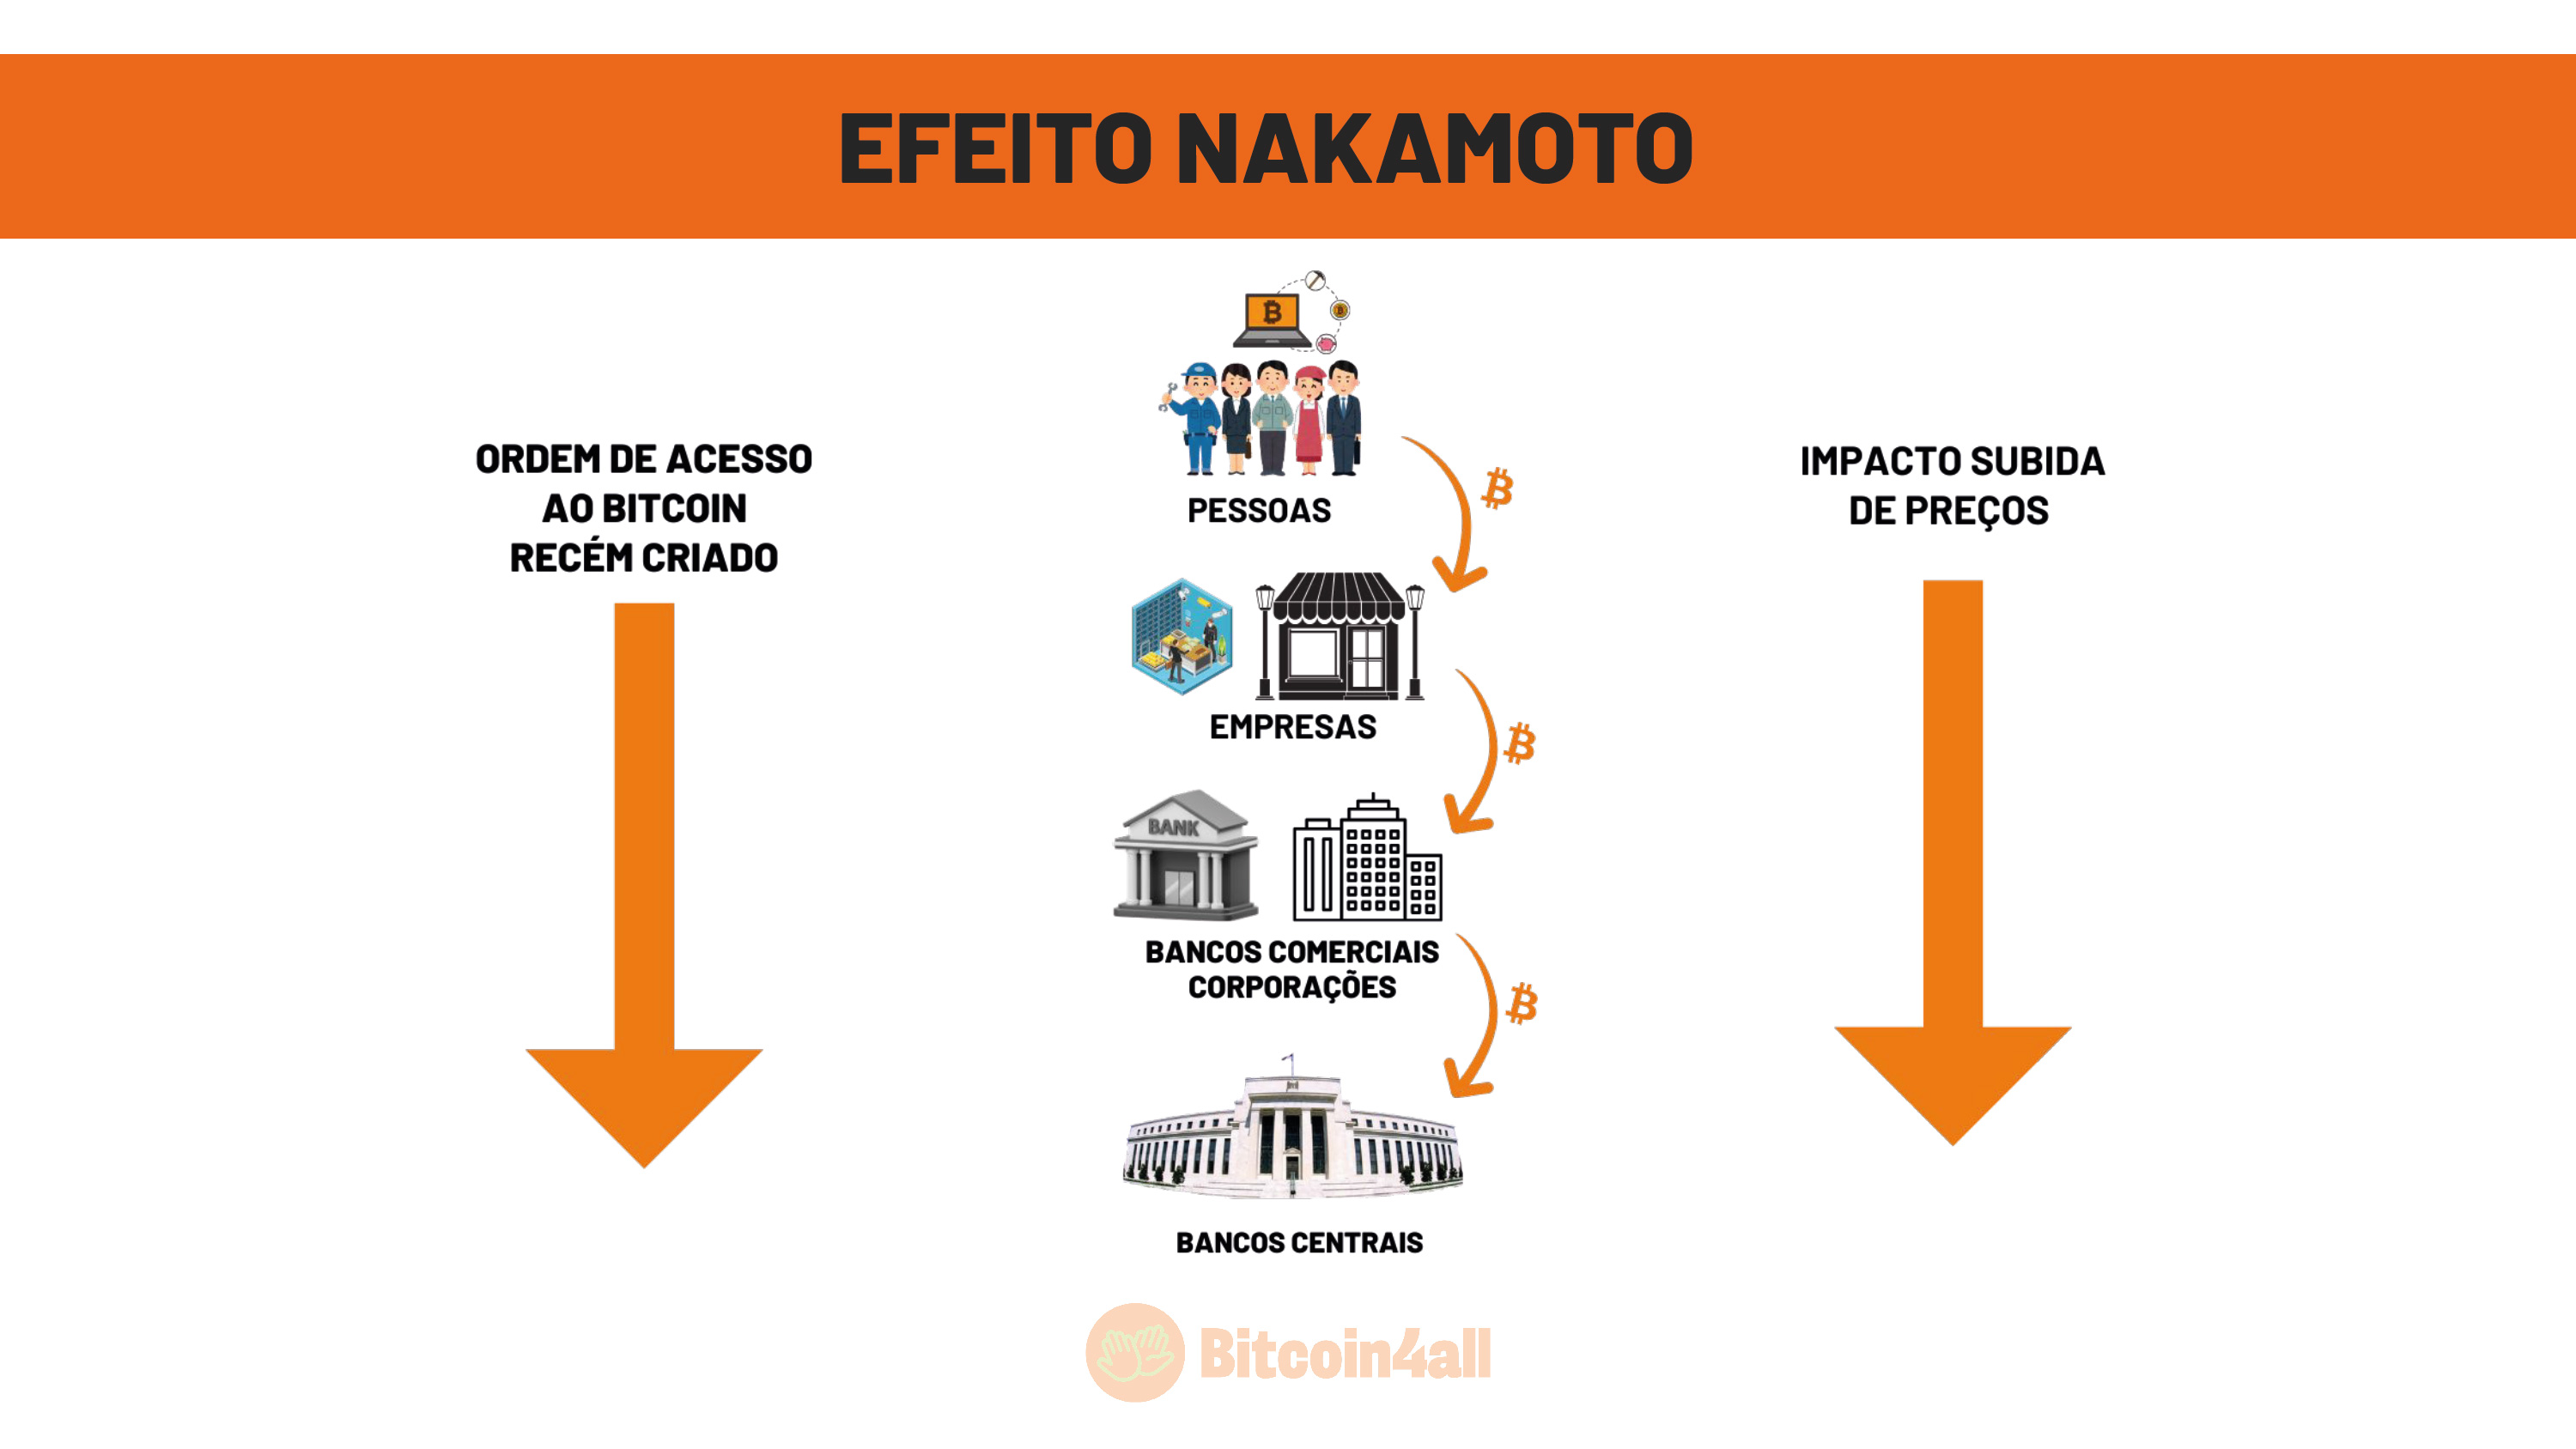 EFEITO NAKAMOTO
ORDEM DE ACESSO
AO BITCOIN
RECÉM CRIADO
IMPACTO SUBIDA
DE PREÇOS
PESSOAS
EMPRESAS
BANK
BANCOS COMERCIAIS
CORPORAÇÕES
BANCOS CENTRAIS
Bitcoin4all